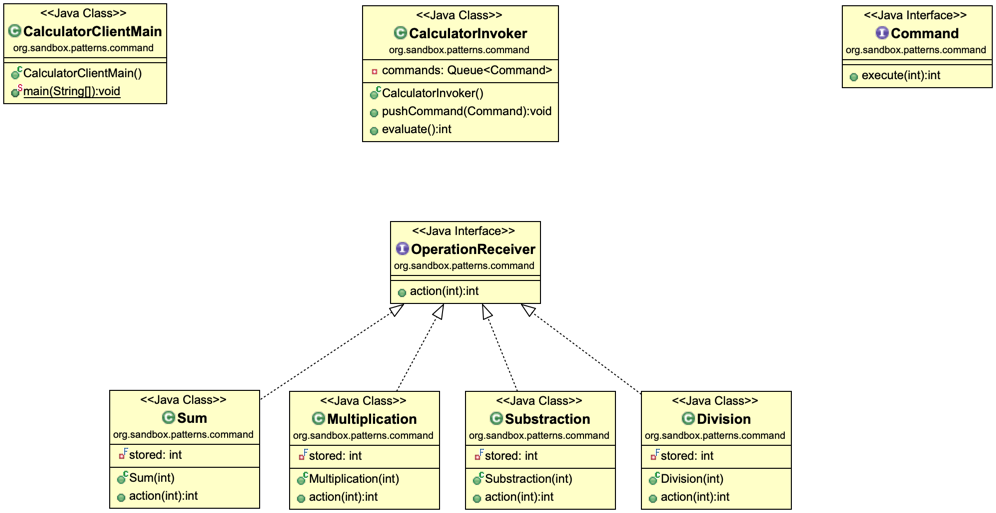 <<Java Class>>
CalculatorClientMain
org.sandbox.patterns.command
CalculatorClientMain()
main(String[]):void
<<Java Class>>
CalculatorInvoker
org.sandbox.patterns.command
commands: Queue<Command>
CalculatorInvoker()
pushCommand(Command):void
evaluate():int
<<Java Interface>>
Command
org.sandbox.patterns.command
execute(int):int
<<Java Interface>>
OperationReceiver
org.sandbox.patterns.command
action(int):int
<<Java Class>>
Sum
org.sandbox.patterns.command
stored: int
Sum(int)
action(int):int
<<Java Class>>
Multiplication
org.sandbox.patterns.command
stored: int
Multiplication(int)
action(int):int
<<Java Class>>
Substraction
org.sandbox.patterns.command
stored: int
Substraction(int)
action(int):int
<<Java Class>>
Division
org.sandbox.patterns.command
stored: int
Division(int)
action(int):int